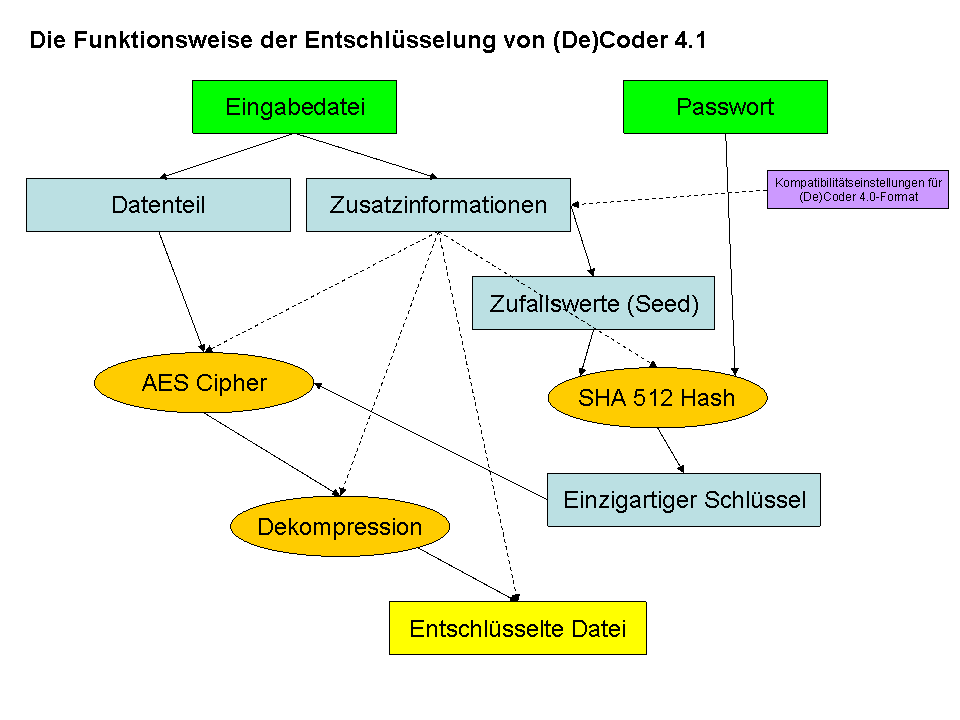 Die Funktionsweise der Entschlüsselung von (De)Coder 4.1
Eingabedatei
Passwort
Datenteil
Zusatzinformationen
Kompatibilitätseinstellungen für
(De)Coder 4.0-Format
Zufallswerte (Seed)
AES Cipher
SHA 512 Hash
Einzigartiger Schlüssel
Dekompression
Entschlüsselte Datei